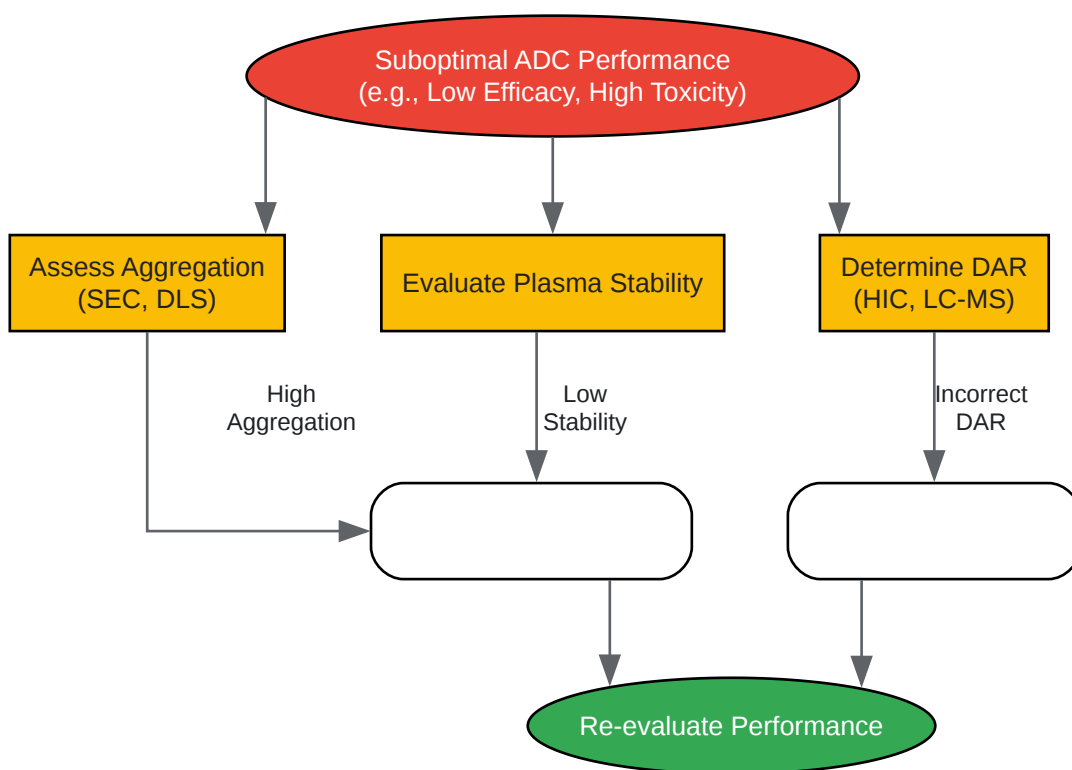 Suboptimal ADC Performance
(e.g., Low Efficacy, High Toxicity)
Assess Aggregation
(SEC, DLS)
Evaluate Plasma Stability
Determine DAR
(HIC, LC-MS)
High
Aggregation
Low
Stability
Incorrect
DAR
Re-evaluate Performance